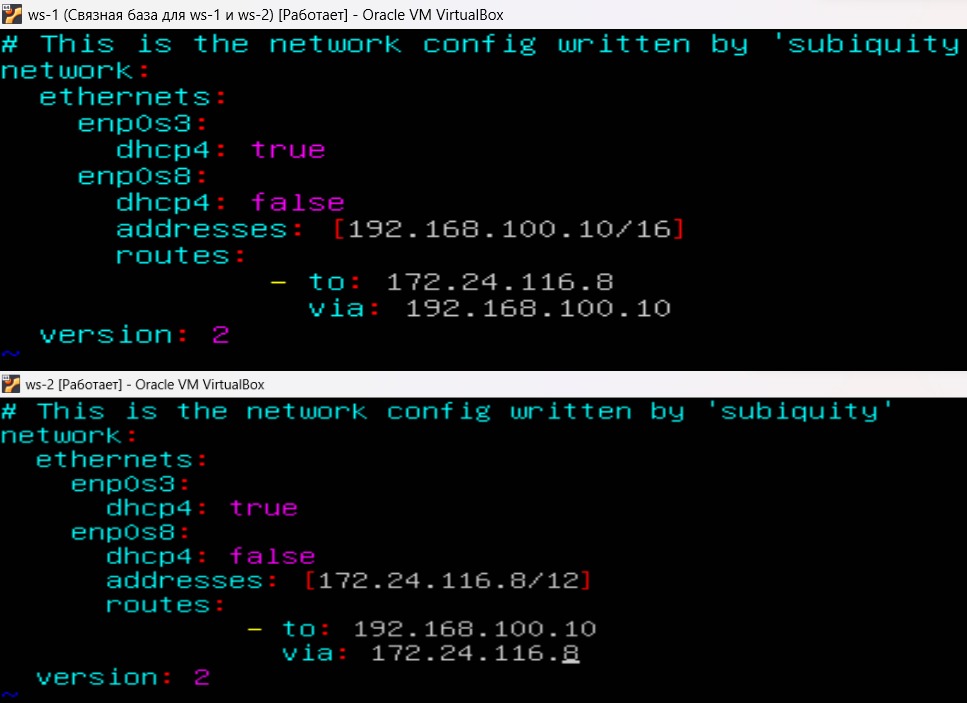 ws-1 (Связная база для ws-1 и ws-2) [Работает] - Oracle VM VirtualBox
# This is the network config written by 'subiquity
network:
  ethernets:
    enp0s3:
      dhcp4: true
    enp0s8:
      dhcp4: false
      addresses: [192.168.100.10/16]
      routes:
              - to: 172.24.116.8
                via: 192.168.100.10
  version: 2
~
ws-2 [Работает] - Oracle VM VirtualBox
# This is the network config written by 'subiquity'
network:
  ethernets:
    enp0s3:
      dhcp4: true
    enp0s8:
      dhcp4: false
      addresses: [172.24.116.8/12]
      routes:
              - to: 192.168.100.10
                via: 172.24.116.8
  version: 2
~